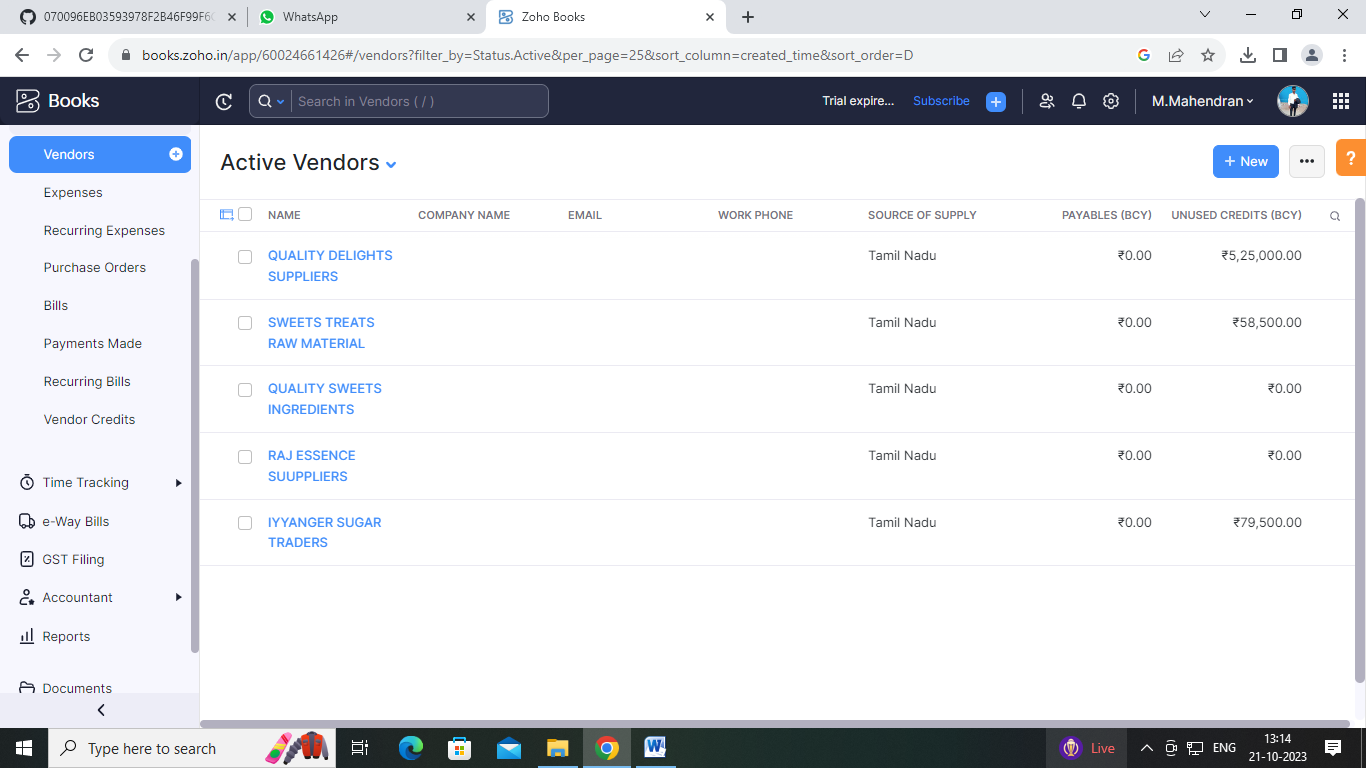 070096EB03593978F2B46F99F6
WhatsApp
Zoho Books
books.zoho.in/app/60024661426#/vendors?filter_by=Status.Active&per_page=25&sort_column=created_time&sort_order=D
Books
Search in Vendors ( / )
Trial expire...
Subscribe
M.Mahendran
Vendors
Expenses
Recurring Expenses
Purchase Orders
Bills
Payments Made
Recurring Bills
Vendor Credits
Time Tracking
e-Way Bills
GST Filing
Accountant
Reports
Documents
Active Vendors
+ New
?
NAME COMPANY NAME EMAIL WORK PHONE SOURCE OF SUPPLY PAYABLES (BCY) UNUSED CREDITS (BCY)
QUALITY DELIGHTS Tamil Nadu ₹0.00 ₹5,25,000.00
SUPPLIERS
SWEETS TREATS Tamil Nadu ₹0.00 ₹58,500.00
RAW MATERIAL
QUALITY SWEETS Tamil Nadu ₹0.00 ₹0.00
INGREDIENTS
RAJ ESSENCE Tamil Nadu ₹0.00 ₹0.00
SUUPPLIERS
IYYANGER SUGAR Tamil Nadu ₹0.00 ₹79,500.00
TRADERS
Type here to search
Live
ENG
13:14
21-10-2023